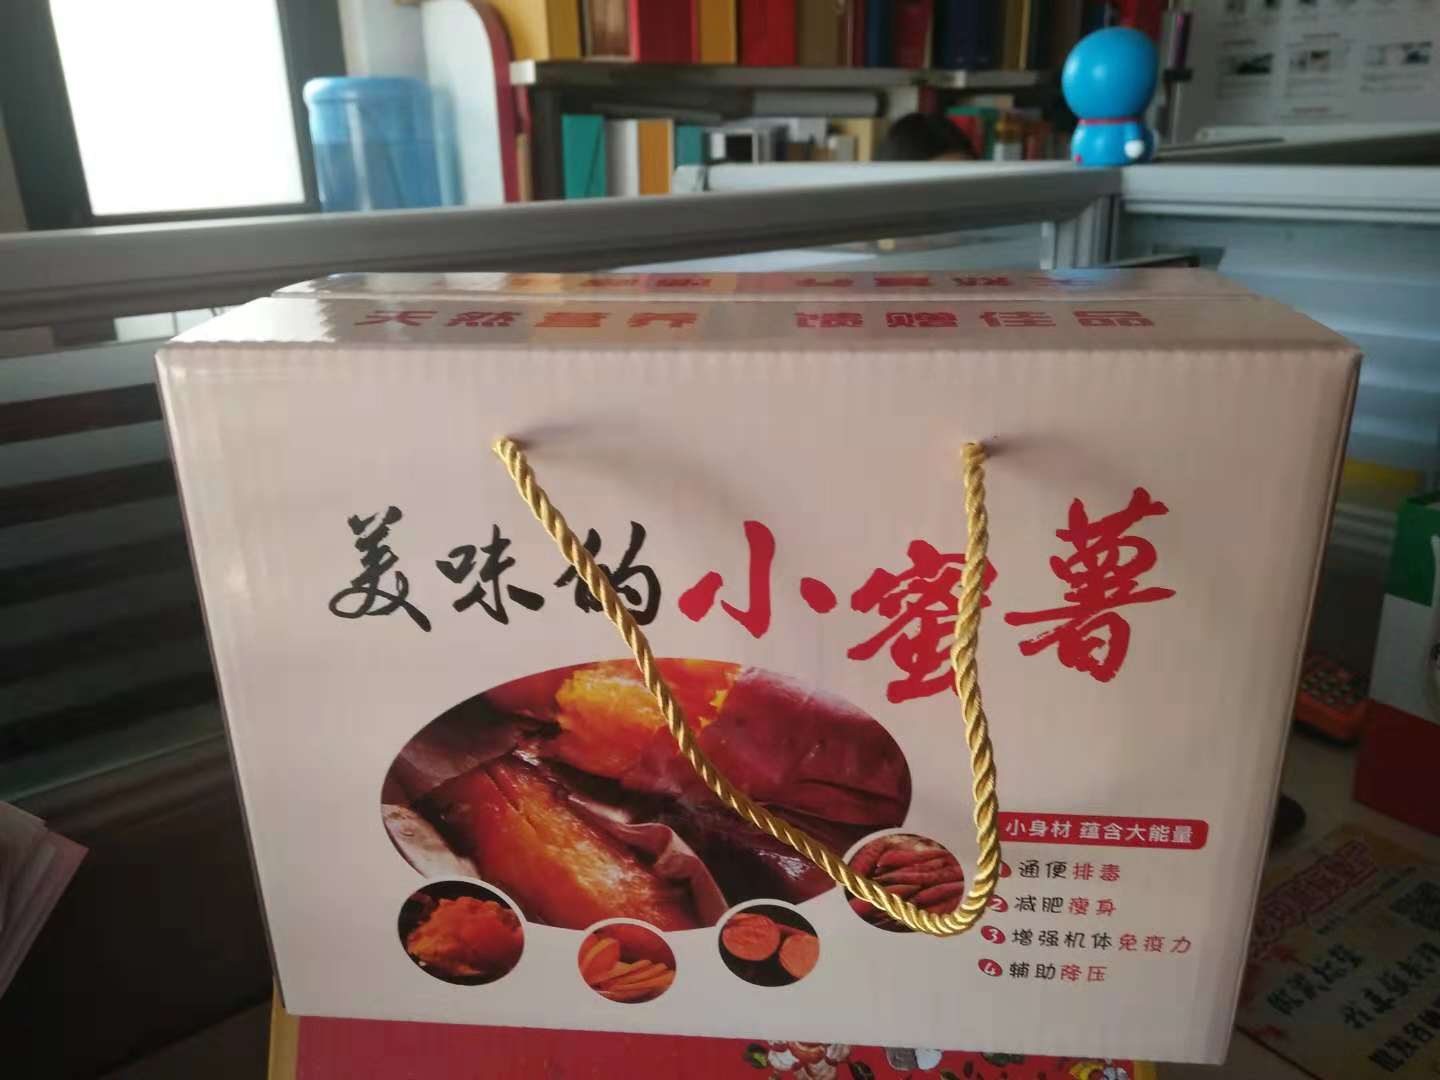 天然营养 馈赠佳品
美味的小蜜薯
小身材 蕴含大能量
1 通便排毒
2 减肥瘦身
3 增强机体免疫力
4 辅助降压